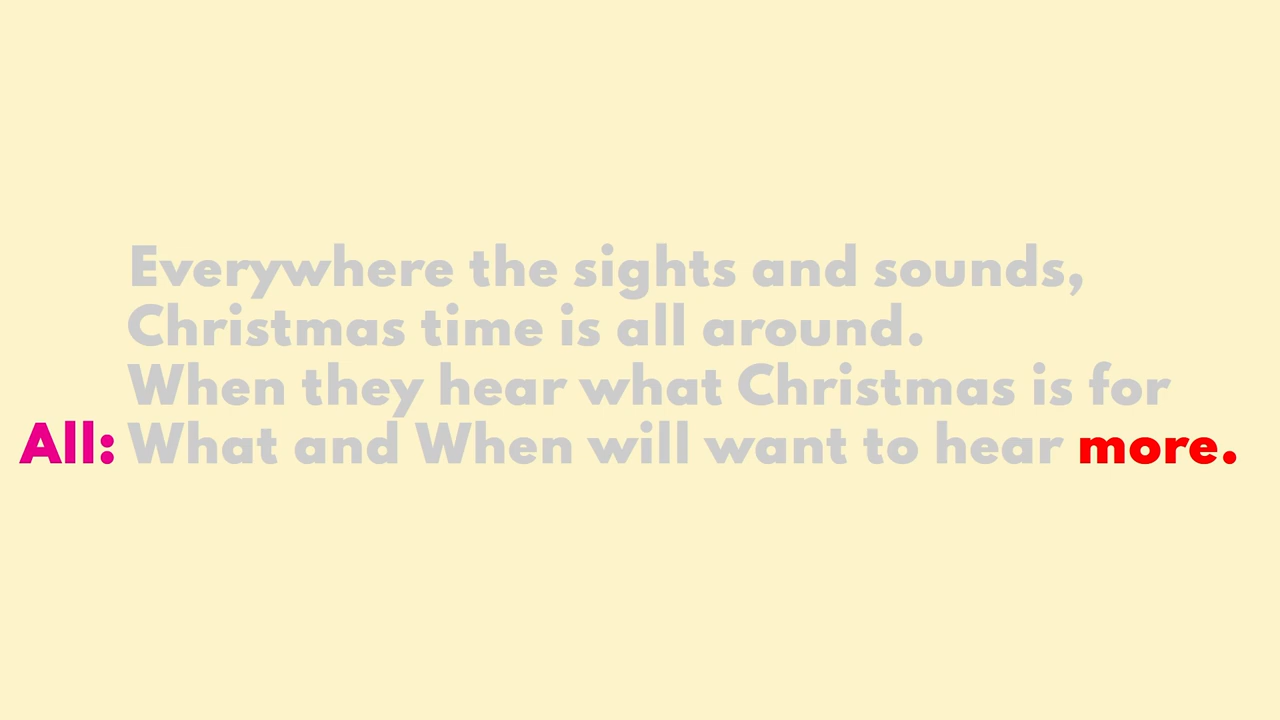 Everywhere the sights and sounds,
Christmas time is all around.
When they hear what Christmas is for
All: What and When will want to hear more.